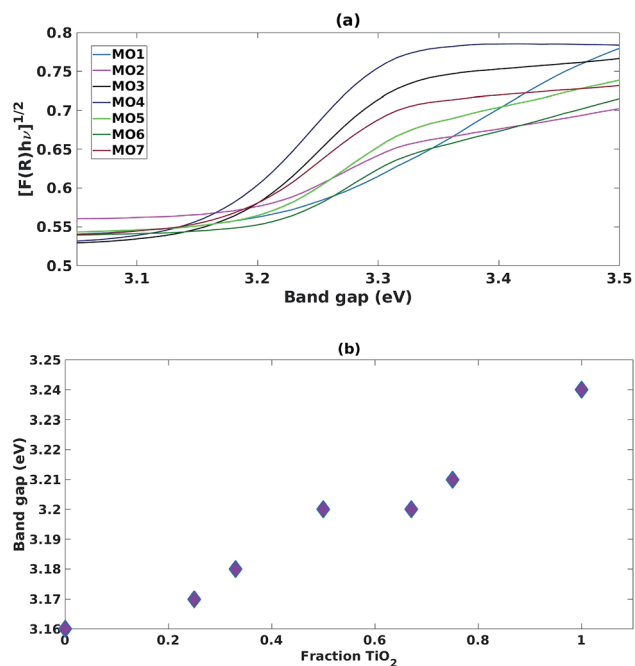 (a)
0.8
0.75
0.7
0.65
0.6
0.55
0.5
[F(R)hν]^1/2
MO1
MO2
MO3
MO4
MO5
MO6
MO7
3.1 3.2 3.3 3.4 3.5
Band gap (eV)
(b)
3.25
3.24
3.23
3.22
3.21
3.2
3.19
3.18
3.17
3.16
Band gap (eV)
0 0.2 0.4 0.6 0.8 1
Fraction TiO₂